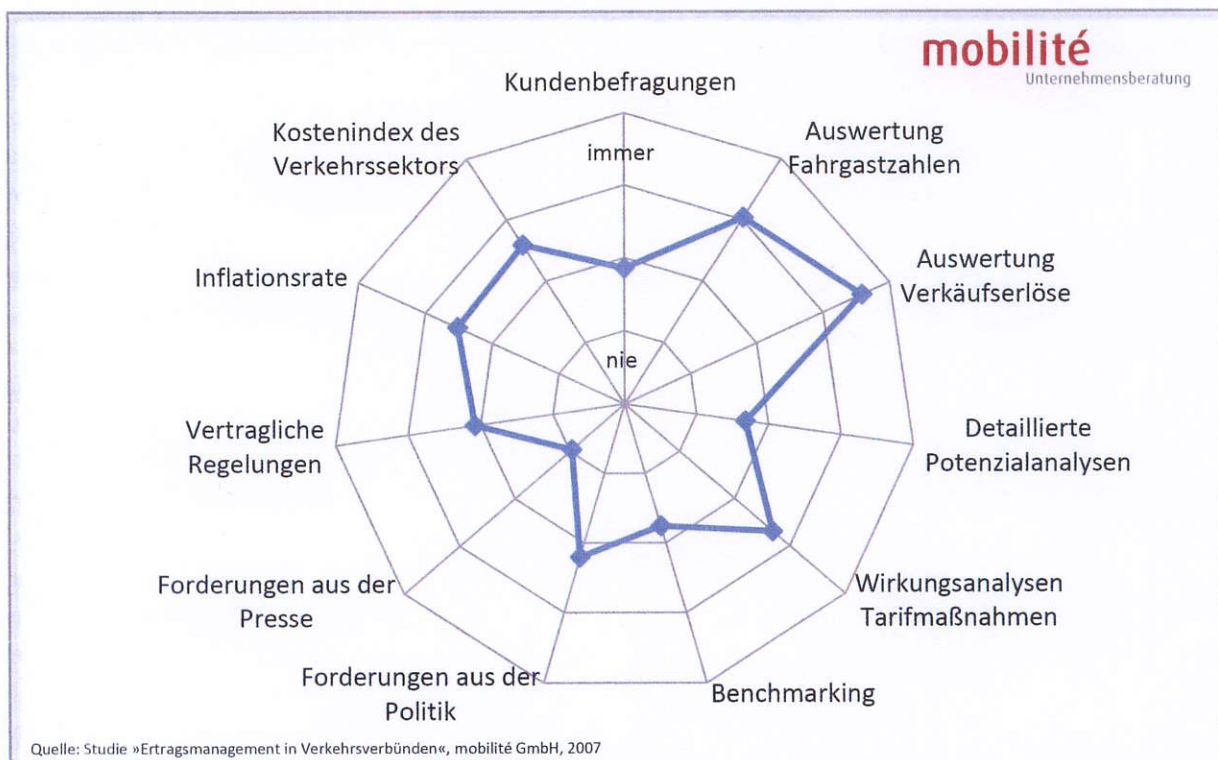 mobilité
Unternehmensberatung
Kundenbefragungen
Kostenindex des
Verkehrssektors
immer
Auswertung
Fahrgastzahlen
Inflationsrate
Auswertung
Verkäufserlöse
nie
Vertragliche
Regelungen
Detaillierte
Potenzialanalysen
Forderungen aus der
Presse
Wirkungsanalysen
Tarifmaßnahmen
Forderungen aus der
Politik
Benchmarking
Quelle: Studie »Ertragsmanagement in Verkehrsverbünden«, mobilité GmbH, 2007